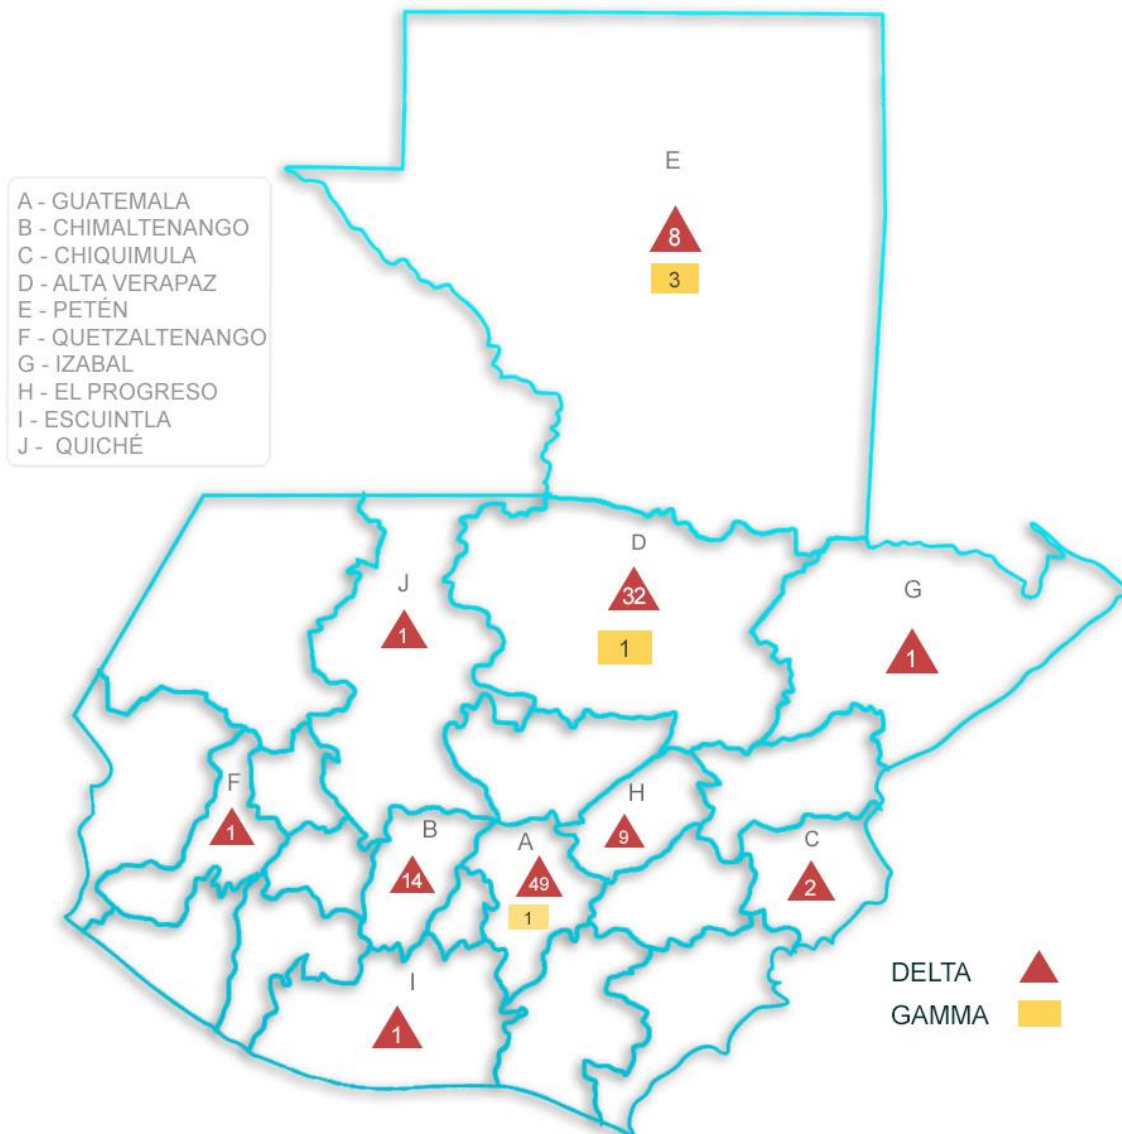 A - GUATEMALA
B - CHIMALTENANGO
C - CHIQUIMULA
D - ALTA VERAPAZ
E - PETÉN
F - QUETZALTENANGO
G - IZABAL
H - EL PROGRESO
I - ESCUINTLA
J - QUICHÉ
E
8
3
D
32
1
J
1
G
1
F
1
H
9
B
14
A
49
1
C
2
I
1
DELTA
GAMMA